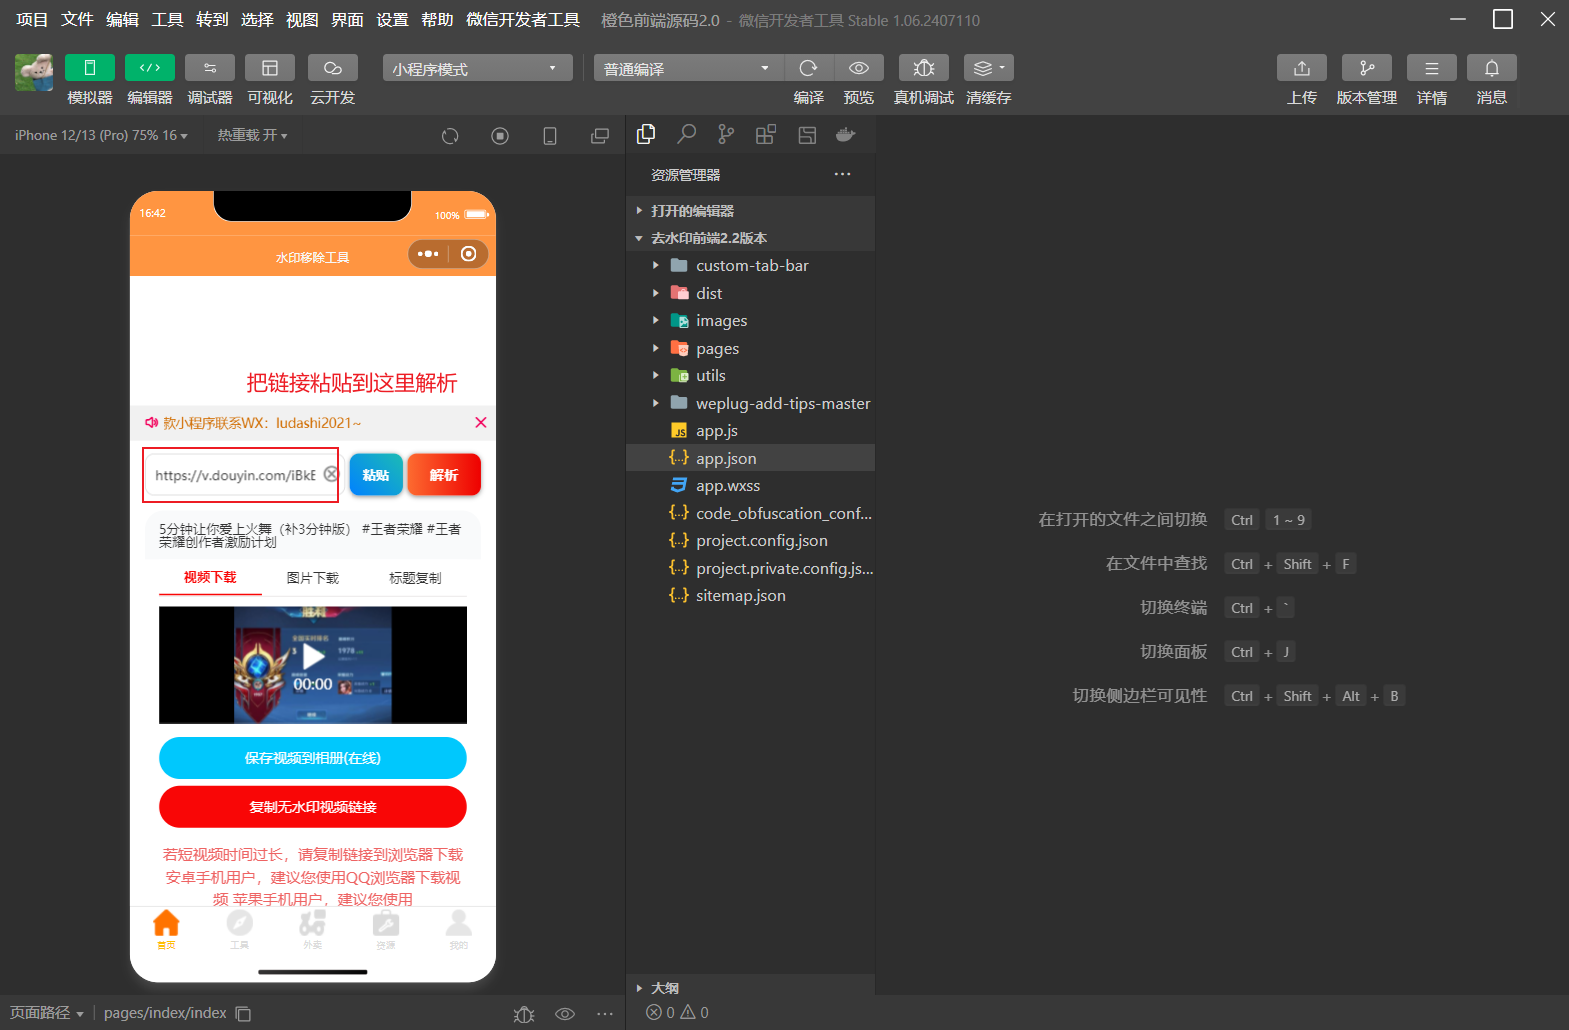 项目 文件 编辑 工具 转到 选择 视图 界面 设置 帮助 微信开发者工具 橙色前端源码2.0 - 微信开发者工具 Stable 1.06.2407110
小程序模式 普通编译
模拟器 编辑器 调试器 可视化 云开发 编译 预览 真机调试 清缓存 上传 版本管理 详情 消息
iPhone 12/13 (Pro) 75% 16 热重载 开
16:42 100%
水印移除工具
把链接粘贴到这里解析
款小程序联系WX：ludashi2021~
https://v.douyin.com/iBkE 粘贴 解析
5分钟让你爱上火舞（补3分钟版） #王者荣耀 #王者
荣耀创作者激励计划
视频下载 图片下载 标题复制
胜利
1978
00:00
保存视频到相册(在线)
复制无水印视频链接
若短视频时间过长，请复制链接到浏览器下载
安卓手机用户，建议您使用QQ浏览器下载视
频 苹果手机用户，建议您使用
首页 工具 外卖 资源 我的
页面路径 pages/index/index
资源管理器
打开的编辑器
去水印前端2.2版本
custom-tab-bar
dist
images
pages
utils
weplug-add-tips-master
JS app.js
{..} app.json
app.wxss
{..} code_obfuscation_conf...
{..} project.config.json
{..} project.private.config.js...
{..} sitemap.json
大纲
0 0
在打开的文件之间切换 Ctrl 1 ~ 9
在文件中查找 Ctrl + Shift + F
切换终端 Ctrl + `
切换面板 Ctrl + J
切换侧边栏可见性 Ctrl + Shift + Alt + B